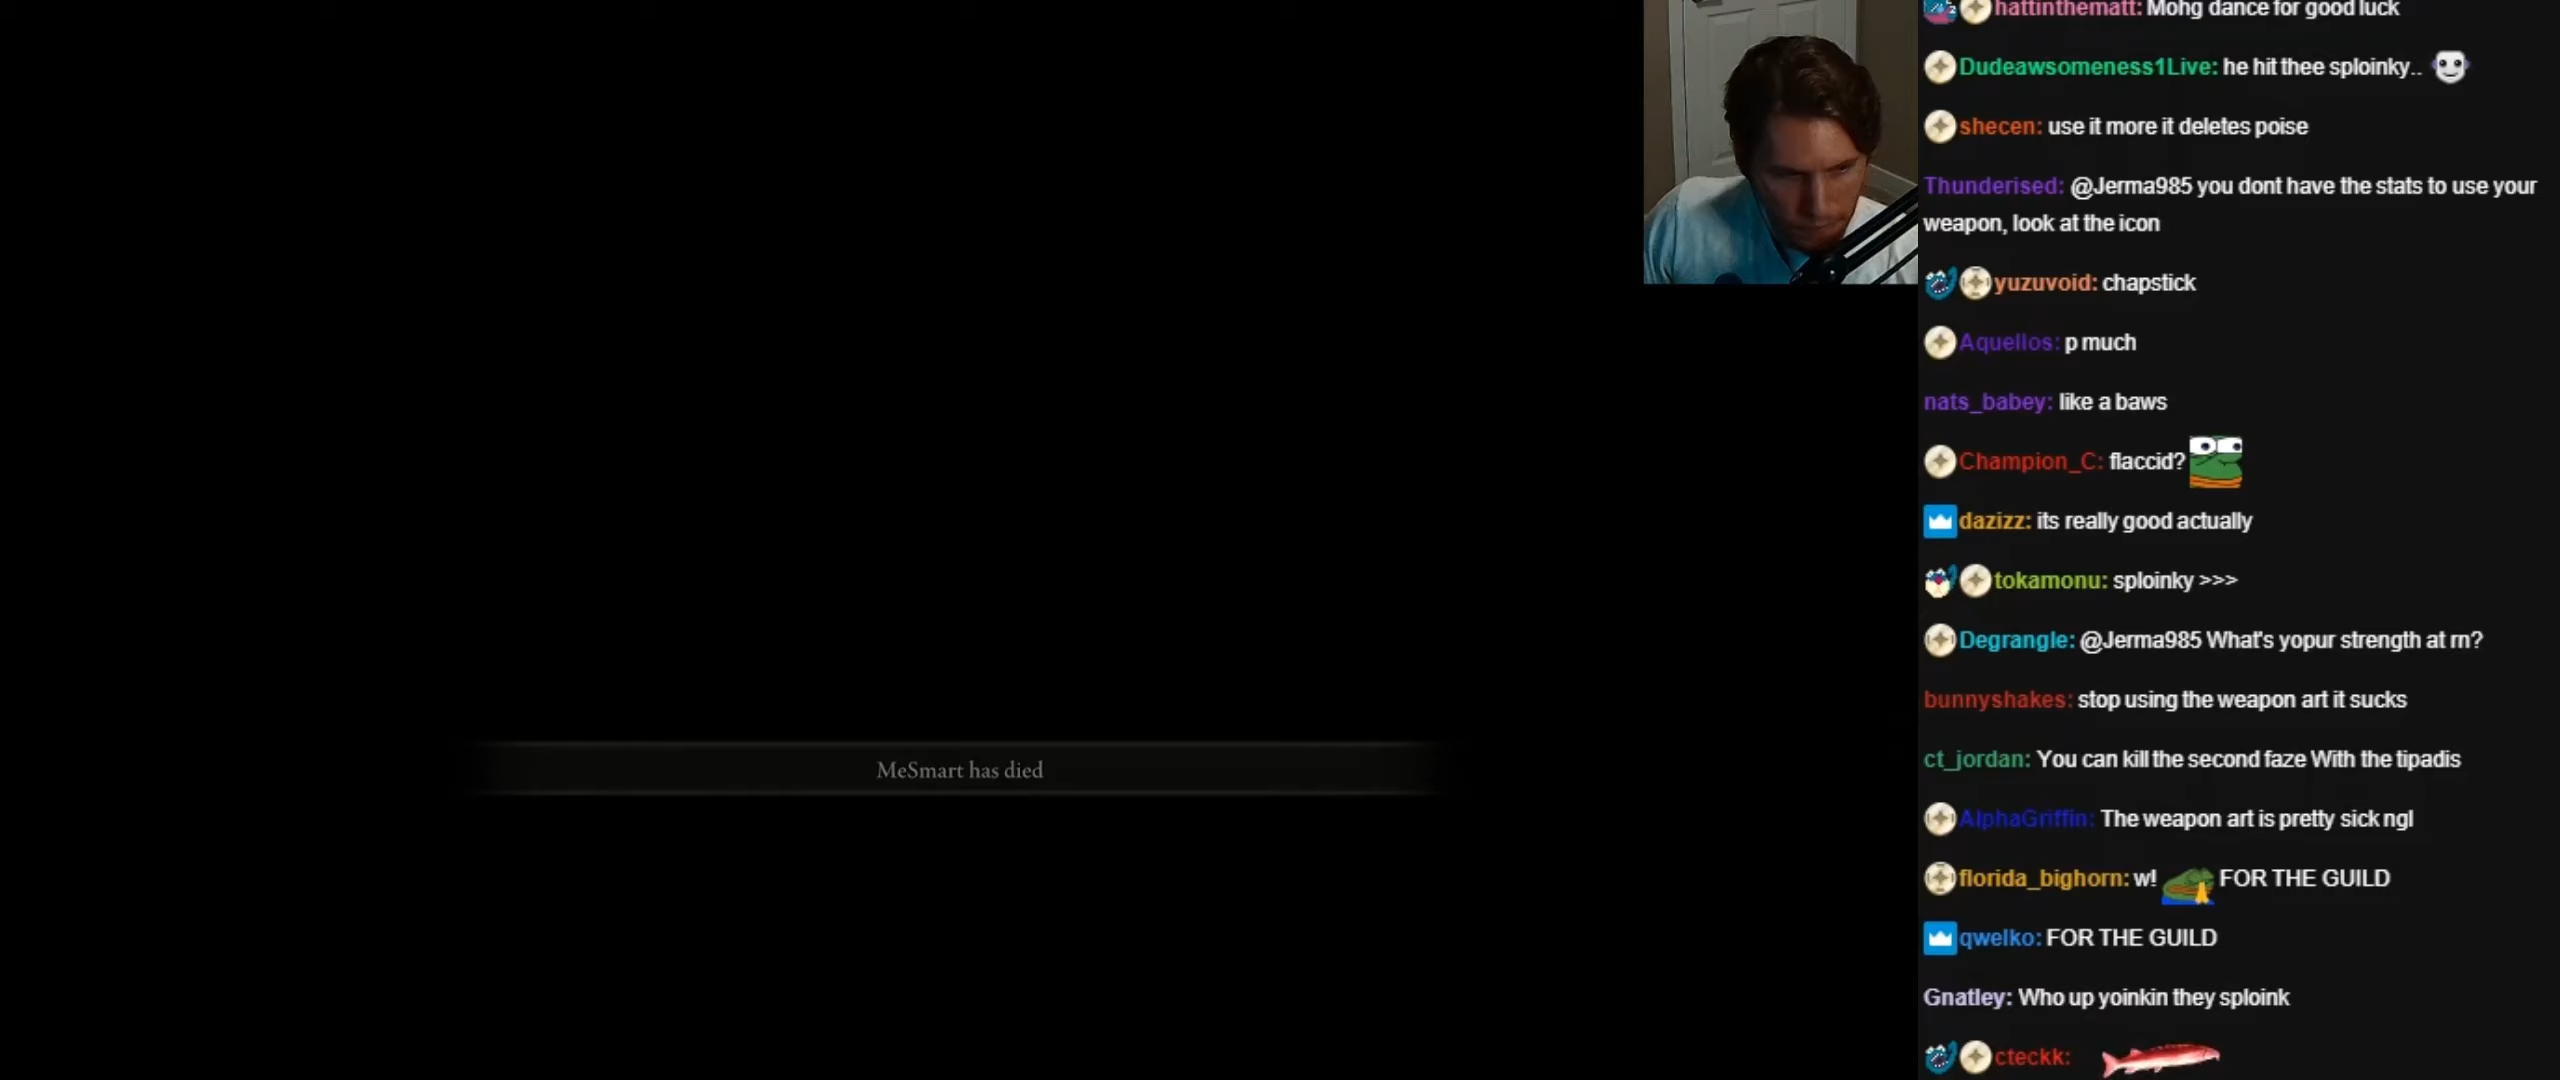 hattinthematt: Mohg dance for good luck
Dudeawsomeness1Live: he hit thee sploinky..
shecen: use it more it deletes poise
Thunderised: @Jerma985 you dont have the stats to use your
weapon, look at the icon
yuzuvoid: chapstick
Aquellos: p much
nats_babey: like a baws
Champion_C: flaccid?
dazizz: its really good actually
tokamonu: sploinky >>>
Degrangle: @Jerma985 What's yopur strength at rn?
bunnyshakes: stop using the weapon art it sucks
ct_jordan: You can kill the second faze With the tipadis
AlphaGriffin: The weapon art is pretty sick ngl
florida_bighorn: w! FOR THE GUILD
qwelko: FOR THE GUILD
Gnatley: Who up yoinkin they sploink
cteckk:
MeSmart has died